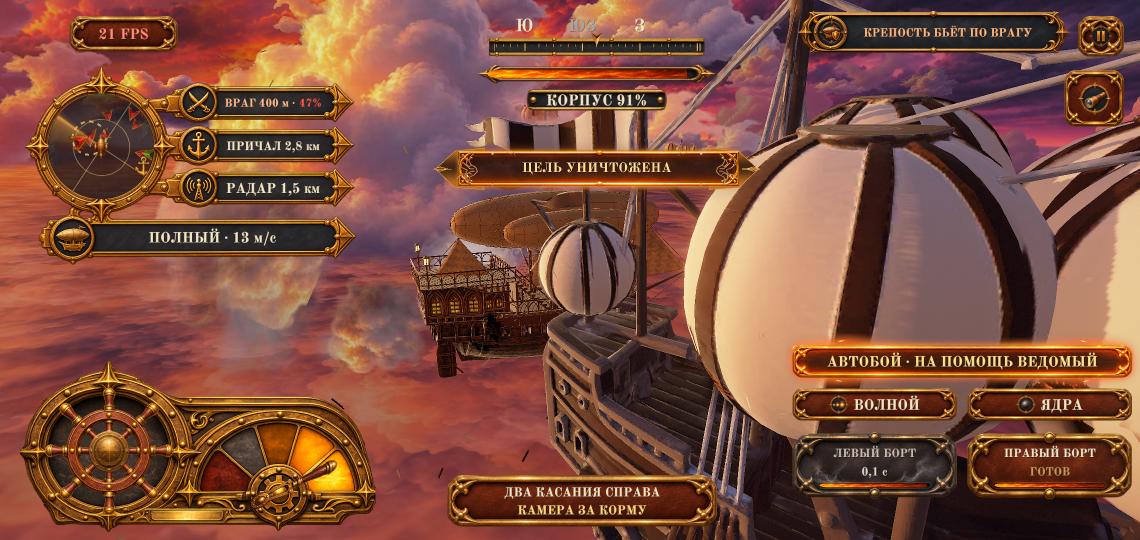 21 FPS
Ю ЮЗ З
КОРПУС 91%
КРЕПОСТЬ БЬЁТ ПО ВРАГУ
ВРАГ 400 м · 47%
ПРИЧАЛ 2,8 км
РАДАР 1,5 км
ПОЛНЫЙ · 13 м/с
ЦЕЛЬ УНИЧТОЖЕНА
АВТОБОЙ · НА ПОМОЩЬ ВЕДОМЫЙ
ВОЛНОЙ
ЯДРА
ЛЕВЫЙ БОРТ
0,1 с
ПРАВЫЙ БОРТ
ГОТОВ
ДВА КАСАНИЯ СПРАВА
КАМЕРА ЗА КОРМУ